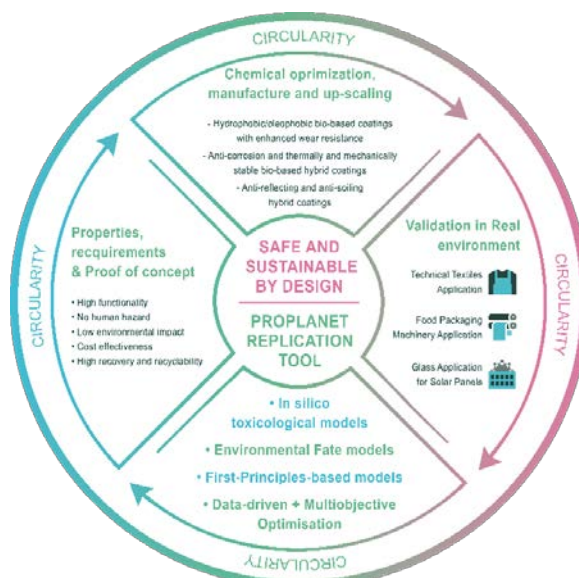 CIRCULARITY
Chemical oprimization,
manufacture and up-scaling
- Hydrophobic/oleophobic bio-based coatings
with enhanced wear resistance
- Anti-corrosion and thermally and mechanically
stable bio-based hybrid coatings
- Anti-reflecting and anti-soiling
hybrid coatings
CIRCULARITY
Properties,
recquirements
& Proof of concept
• High functionality
• No human hazard
• Low environmental impact
• Cost effectiveness
• High recovery and recyclability
SAFE AND
SUSTAINABLE
BY DESIGN
PROPLANET
REPLICATION
TOOL
Validation in Real
environment
Technical Textiles
Application
Food Packaging
Machinery Application
Glass Application
for Solar Panels
CIRCULARITY
• In silico
toxicological models
• Environmental Fate models
• First-Principles-based models
• Data-driven + Multiobjective
Optimisation
CIRCULARITY